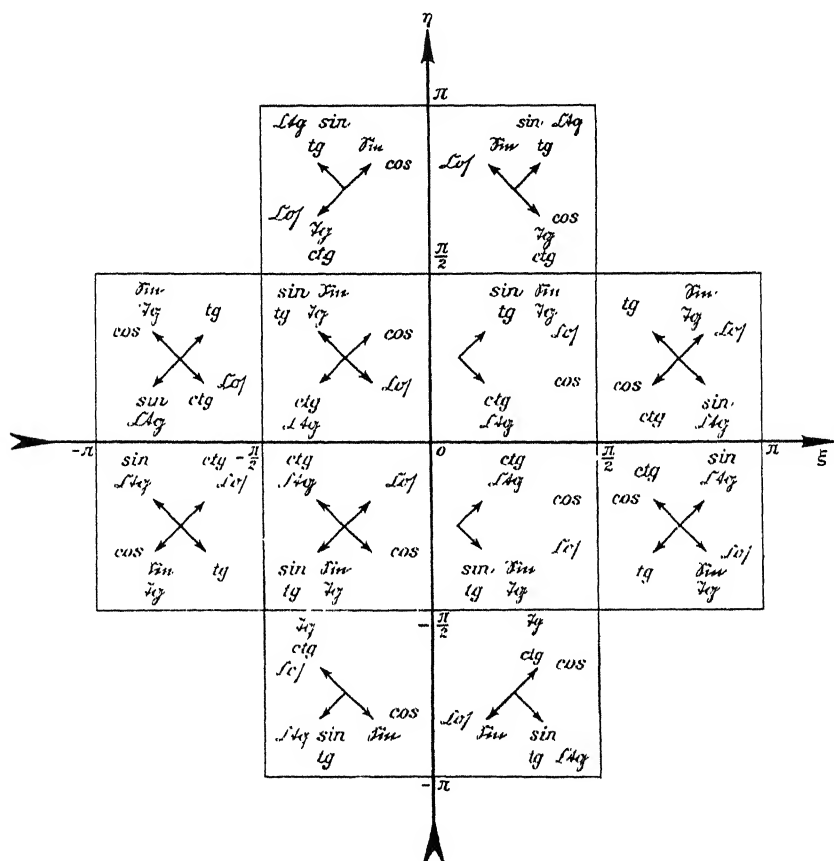 η
π
Ctg sin sin Ctg
tg Sin cos Cos Sin tg
Cos cos
Tg Tg
ctg ctg
π/2
Sin sin Sin sin Sin Sin
Tg tg tg Tg tg Tg tg Tg
cos cos Cos Cos
Cos Cos cos cos
sin ctg ctg ctg sin
Ctg Ctg Ctg ctg Ctg
-π -π/2 0 π/2 π ξ
sin ctg ctg ctg ctg sin
Ctg Cos Ctg Cos Ctg cos cos Ctg
cos cos Cos Cos
Sin tg sin Sin sin Sin tg Sin
Tg tg Tg tg Tg Tg
-π/2
Tg Tg
ctg ctg cos
Cos
cos Cos
Ctg sin Sin Sin sin
tg tg Ctg
-π